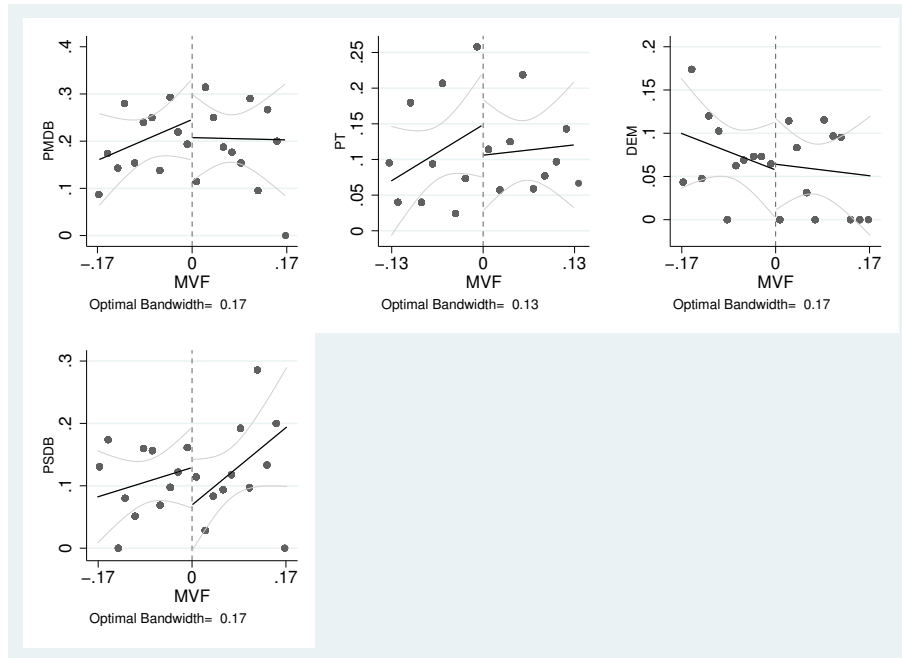 PMDB
.4
.3
.2
.1
0
−.17 0 .17
MVF
Optimal Bandwidth= 0.17
PT
.25
.2
.15
.1
.05
0
−.13 0 .13
MVF
Optimal Bandwidth= 0.13
DEM
.2
.15
.1
.05
0
−.17 0 .17
MVF
Optimal Bandwidth= 0.17
PSDB
.3
.2
.1
0
−.17 0 .17
MVF
Optimal Bandwidth= 0.17